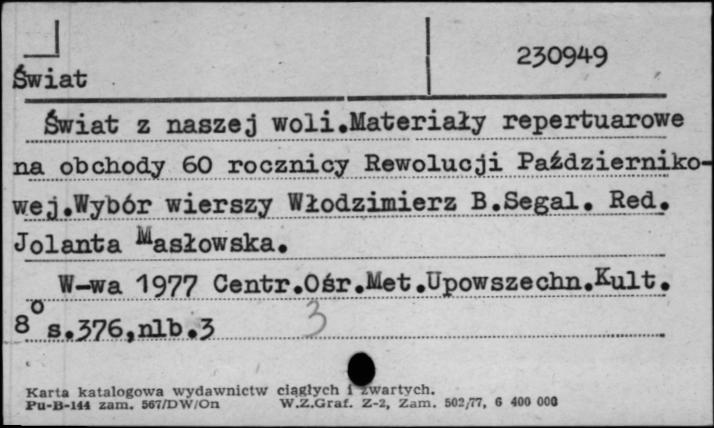 230949
Świat
Świat z naszej woli.Materiały repertuarowe
na obchody 60 rocznicy Rewolucji Październiko-
wej.Wybór wierszy Włodzimierz B.Segal. Red.
Jolanta Masłowska.
W-wa 1977 Centr.Ośr.Met.Upowszechn.Kult.
8° s.376,nlb.3
3
Karta katalogowa wydawnictw ciągłych i zwartych.
Pu-B-144 zam. 567/DW/On W.Z.Graf. Z-2, Zam. 502/77, 6 400 000